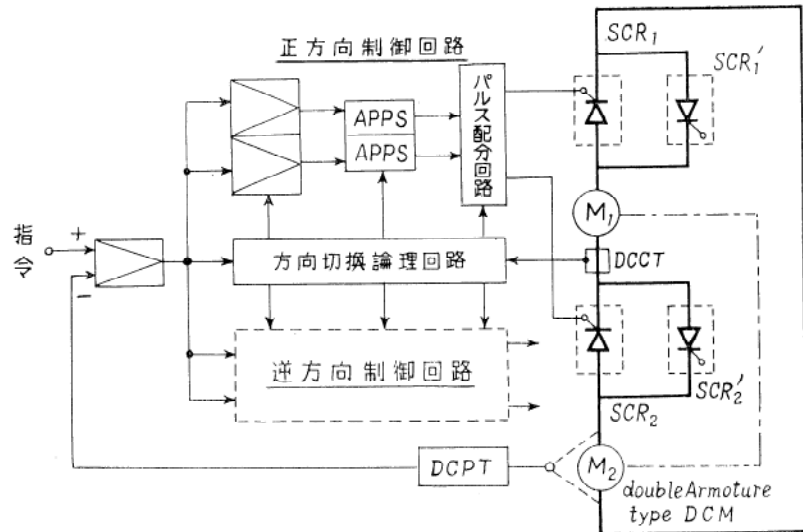 正方向制御回路
SCR₁
SCR₁′
APPS
APPS
パルス配分回路
M₁
指令
+
−
方向切換論理回路
DCCT
逆方向制御回路
SCR₂
SCR₂′
DCPT
M₂
double Armoture
type DCM